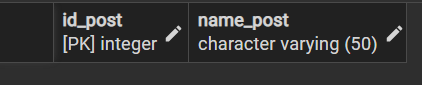 id_post name_post
[PK] integer character varying (50)